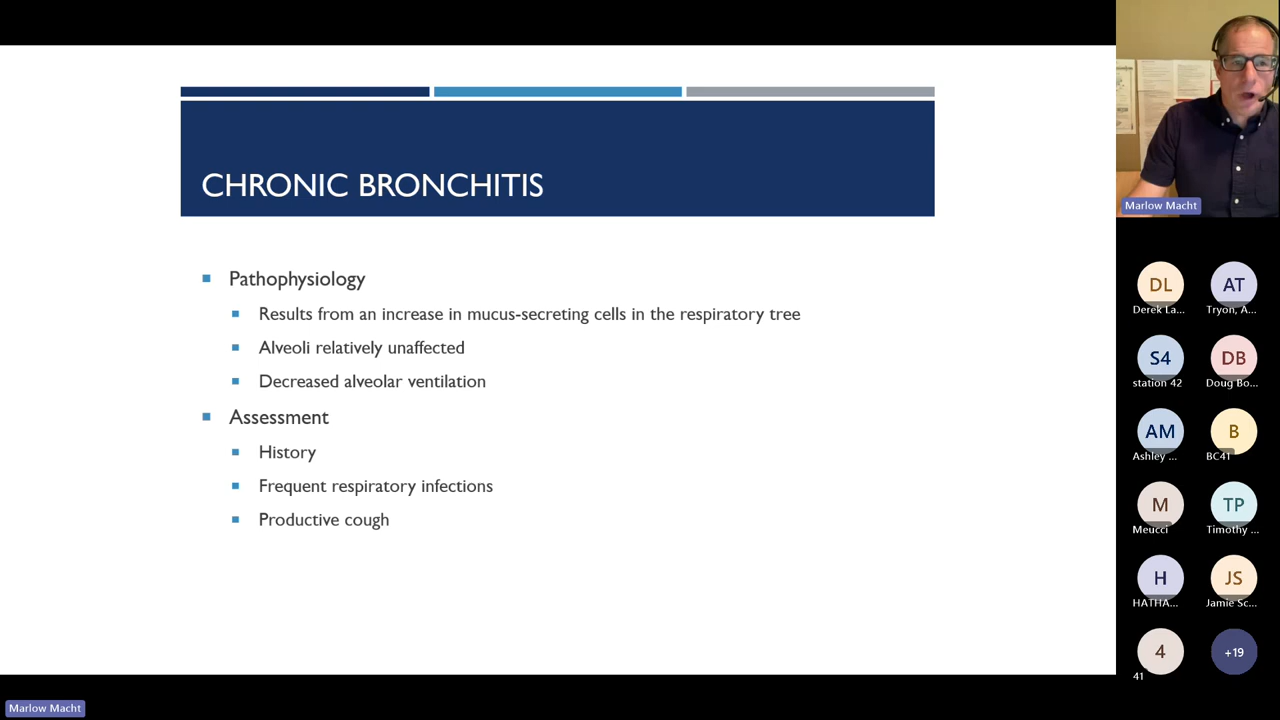 CHRONIC BRONCHITIS
Pathophysiology
Results from an increase in mucus-secreting cells in the respiratory tree
Alveoli relatively unaffected
Decreased alveolar ventilation
Assessment
History
Frequent respiratory infections
Productive cough
Marlow Macht
DL
Derek La...
AT
Tryon, A...
S4
station 42
DB
Doug Bo...
AM
Ashley ...
B
BC41
M
Meucci
TP
Timothy ...
H
HATHA...
JS
Jamie Sc...
4
41
+19
Marlow Macht